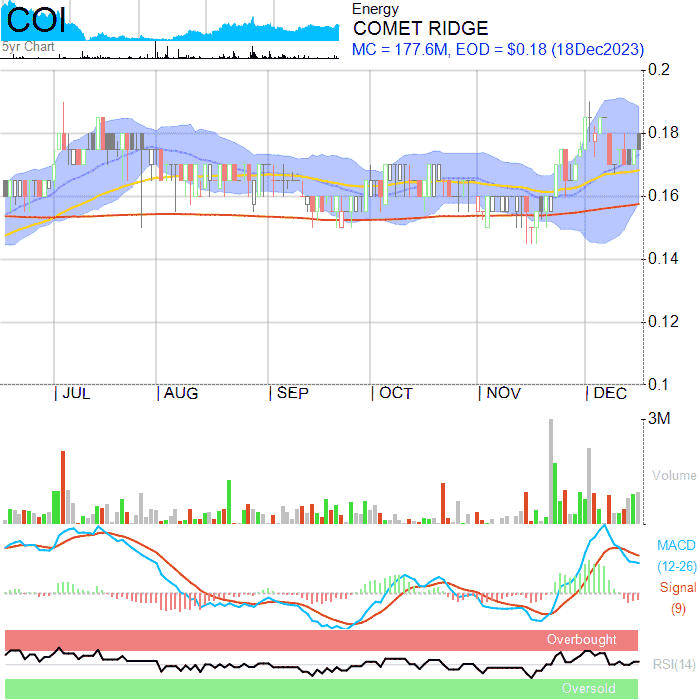 COI
5yr Chart
Energy
COMET RIDGE
MC = 177.6M, EOD = $0.18 (18Dec2023)
0.2
0.18
0.16
0.14
0.12
0.1
JUL AUG SEP OCT NOV DEC
3M
Volume
MACD
(12-26)
Signal
(9)
Overbought
RSI(14)
Oversold